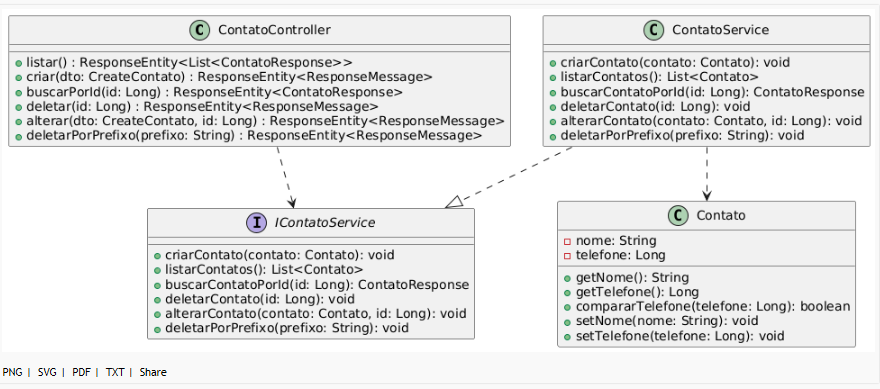 C ContatoController
listar() : ResponseEntity<List<ContatoResponse>>
criar(dto: CreateContato) : ResponseEntity<ResponseMessage>
buscarPorId(id: Long) : ResponseEntity<ContatoResponse>
deletar(id: Long) : ResponseEntity<ResponseMessage>
alterar(dto: CreateContato, id: Long) : ResponseEntity<ResponseMessage>
deletarPorPrefixo(prefixo: String) : ResponseEntity<ResponseMessage>
C ContatoService
criarContato(contato: Contato): void
listarContatos(): List<Contato>
buscarContatoPorId(id: Long): ContatoResponse
deletarContato(id: Long): void
alterarContato(contato: Contato, id: Long): void
deletarPorPrefixo(prefixo: String): void
I IContatoService
criarContato(contato: Contato): void
listarContatos(): List<Contato>
buscarContatoPorId(id: Long): ContatoResponse
deletarContato(id: Long): void
alterarContato(contato: Contato, id: Long): void
deletarPorPrefixo(prefixo: String): void
C Contato
nome: String
telefone: Long
getNome(): String
getTelefone(): Long
compararTelefone(telefone: Long): boolean
setNome(nome: String): void
setTelefone(telefone: Long): void
PNG | SVG | PDF | TXT | Share